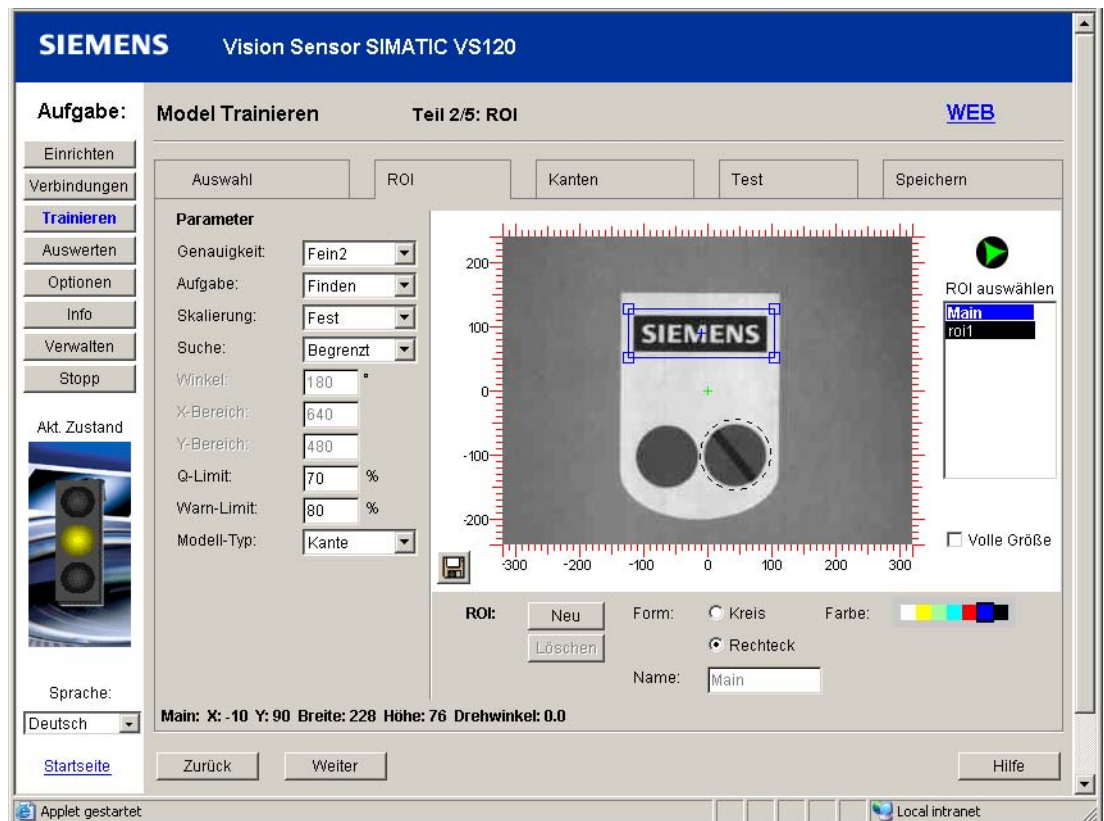 SIEMENS Vision Sensor SIMATIC VS120
Aufgabe:
Einrichten
Verbindungen
Trainieren
Auswerten
Optionen
Info
Verwalten
Stopp
Akt. Zustand
Sprache:
Deutsch
Startseite
Model Trainieren Teil 2/5: ROI WEB
Auswahl ROI Kanten Test Speichern
Parameter
Genauigkeit: Fein2
Aufgabe: Finden
Skalierung: Fest
Suche: Begrenzt
Winkel: 180 °
X-Bereich: 640
Y-Bereich: 480
Q-Limit: 70 %
Warn-Limit: 80 %
Modell-Typ: Kante
200
100
0
-100
-200
SIEMENS
-300 -200 -100 0 100 200 300
ROI auswählen
Main
roi1
Volle Größe
ROI: Neu Form: Kreis Farbe:
Löschen Rechteck
Name: Main
Main: X: -10 Y: 90 Breite: 228 Höhe: 76 Drehwinkel: 0.0
Zurück Weiter Hilfe
Applet gestartet Local intranet